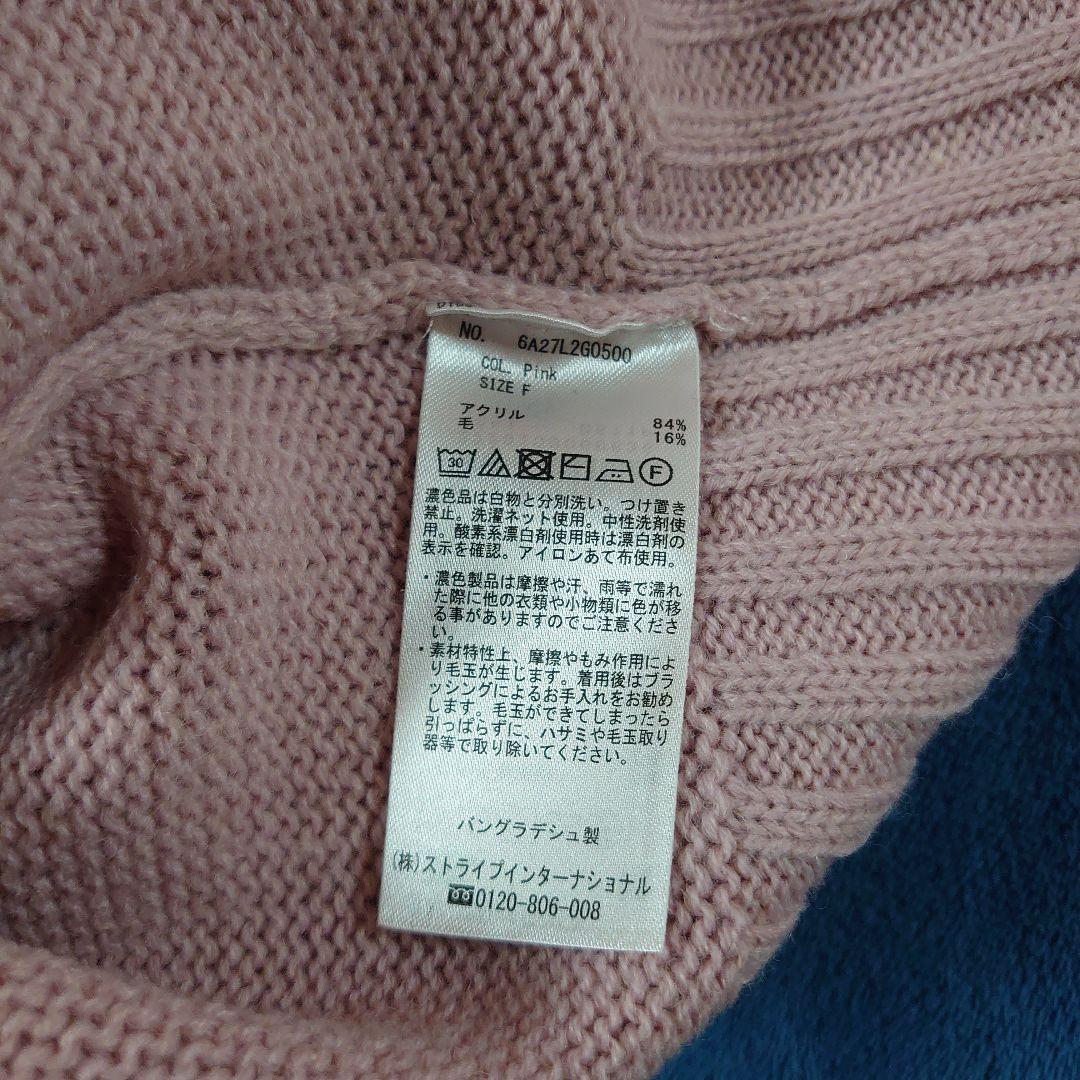 NO. 6A27L2G0500
COL. Pink
SIZE F
アクリル 84%
毛 16%
30
F
濃色品は白物と分別洗い。つけ置き
禁止。洗濯ネット使用。中性洗剤使
用。酸素系漂白剤使用時は漂白剤の
表示を確認。アイロンあて布使用。
・濃色製品は摩擦や汗、雨等で濡れ
た際に他の衣類や小物類に色が移
る事がありますのでご注意くださ
い。
・素材特性上、摩擦やもみ作用によ
り毛玉が生じます。着用後はブラ
ッシングによるお手入れをお勧め
します。毛玉ができてしまったら
引っぱらずに、ハサミや毛玉取り
器等で取り除いてください。
バングラデシュ製
(株)ストライプインターナショナル
0120-806-008